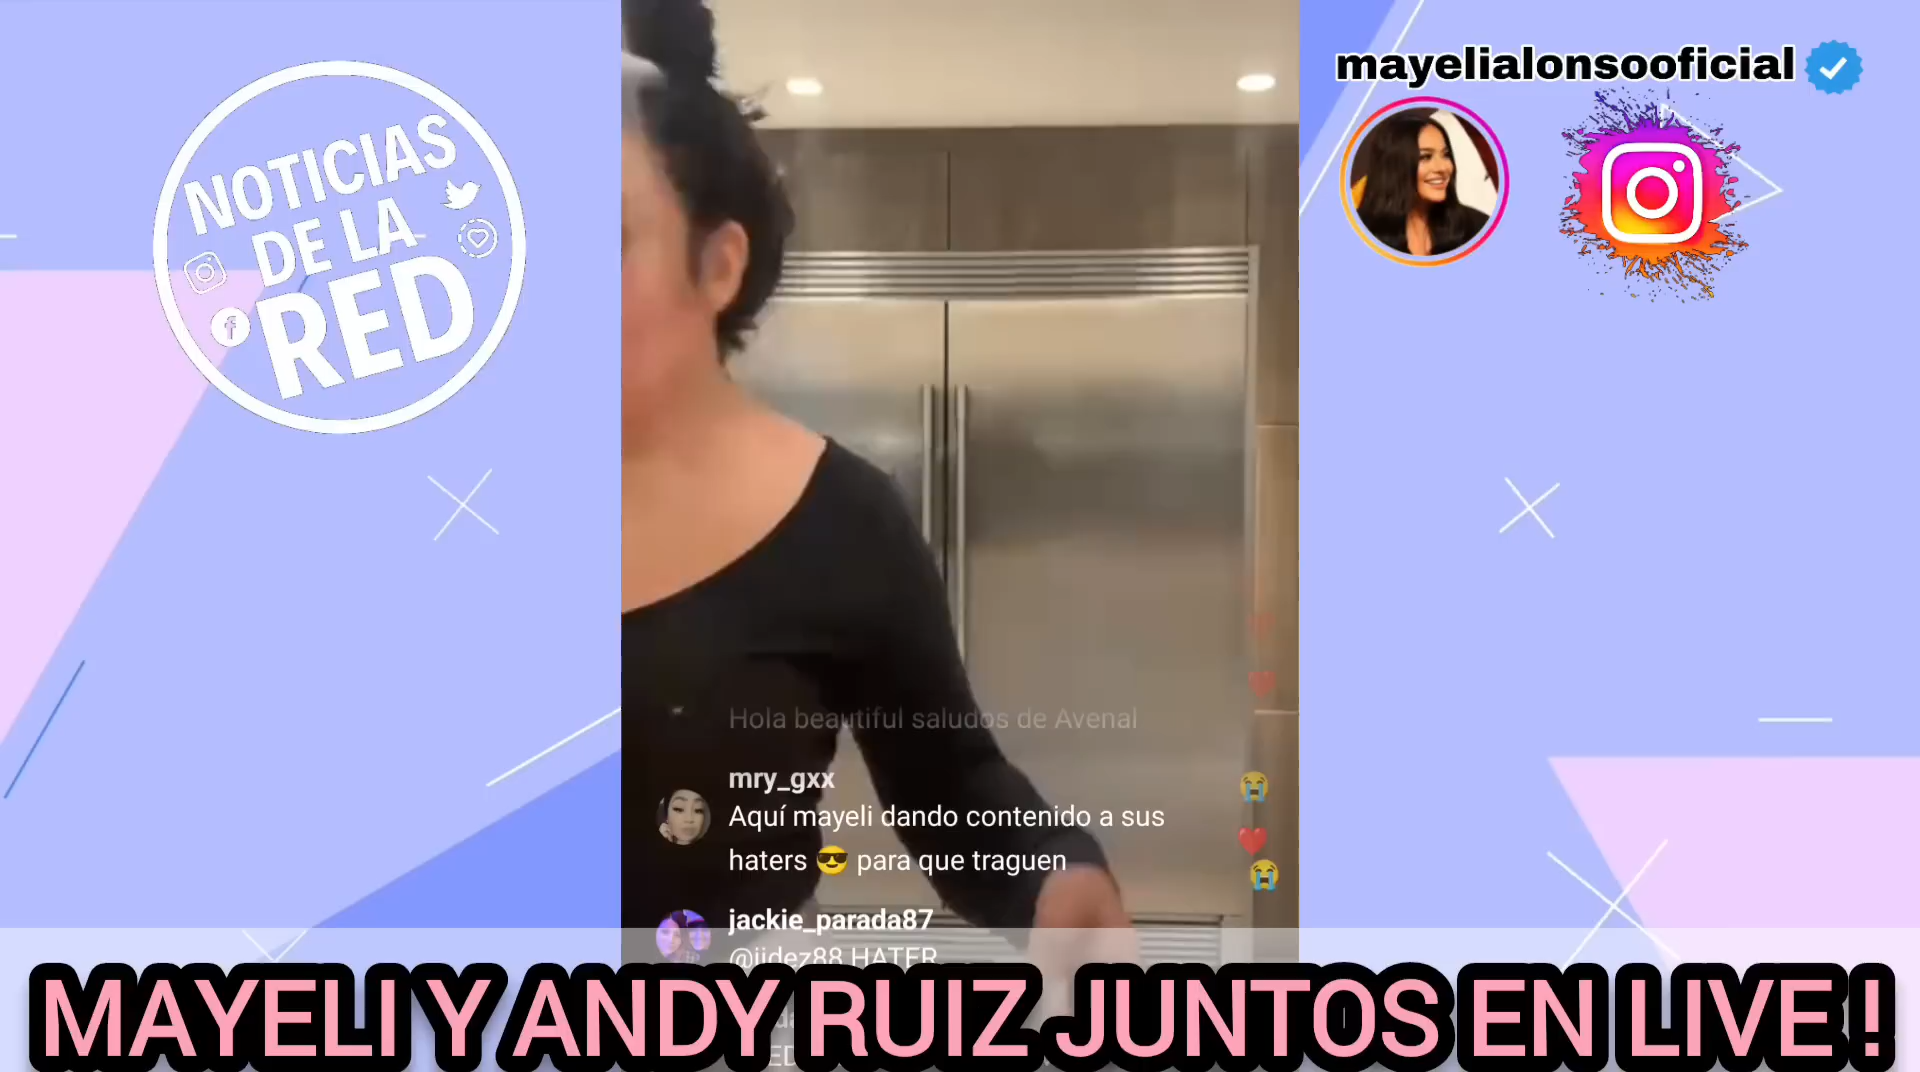 NOTICIAS
DE LA
RED
mayelialonsooficial
Hola beautiful saludos de Avenal
mry_gxx
Aquí mayeli dando contenido a sus
haters 😎 para que traguen
jackie_parada87
@jjdez88 HATER
MAYELI Y ANDY RUIZ JUNTOS EN LIVE !